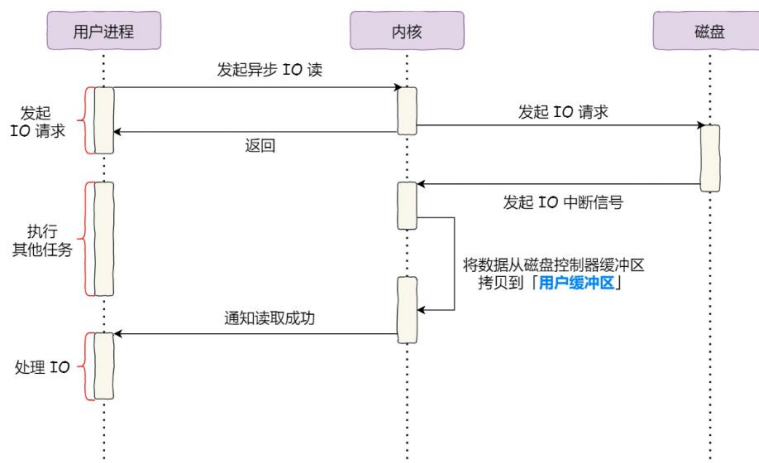 用户进程
内核
磁盘
发起异步 IO 读
发起
IO 请求
发起 IO 请求
返回
发起 IO 中断信号
执行
其他任务
将数据从磁盘控制器缓冲区
拷贝到「用户缓冲区」
通知读取成功
处理 IO